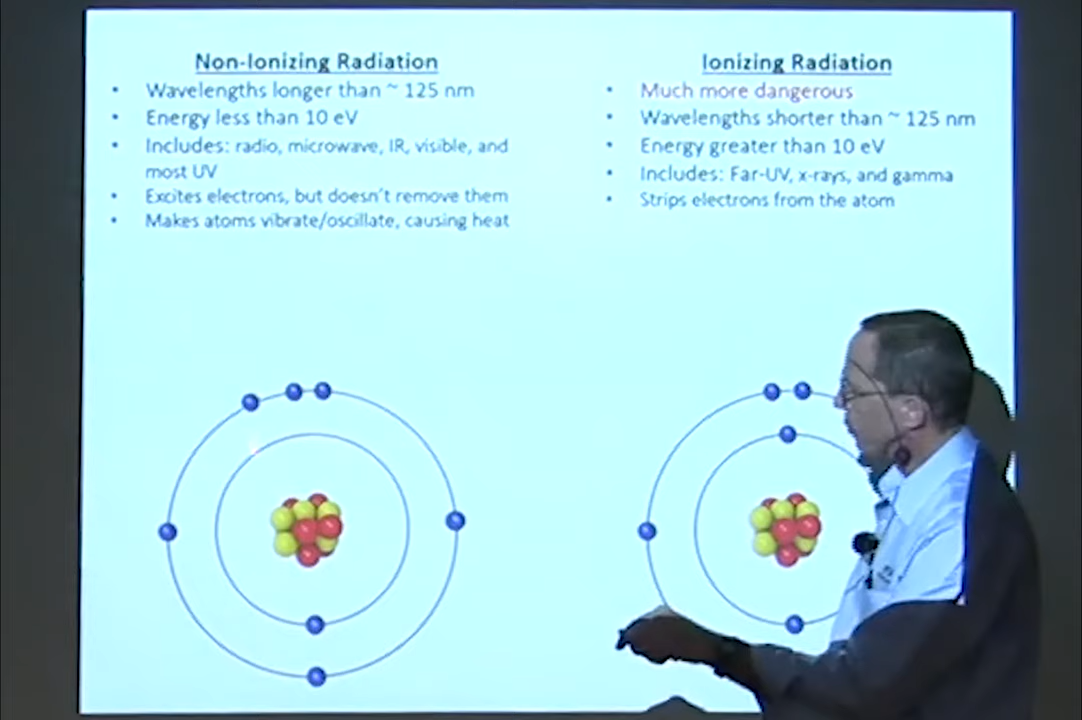 Non-Ionizing Radiation
• Wavelengths longer than ~ 125 nm
• Energy less than 10 eV
• Includes: radio, microwave, IR, visible, and
most UV
• Excites electrons, but doesn't remove them
• Makes atoms vibrate/oscillate, causing heat
Ionizing Radiation
• Much more dangerous
• Wavelengths shorter than ~ 125 nm
• Energy greater than 10 eV
• Includes: Far-UV, x-rays, and gamma
• Strips electrons from the atom